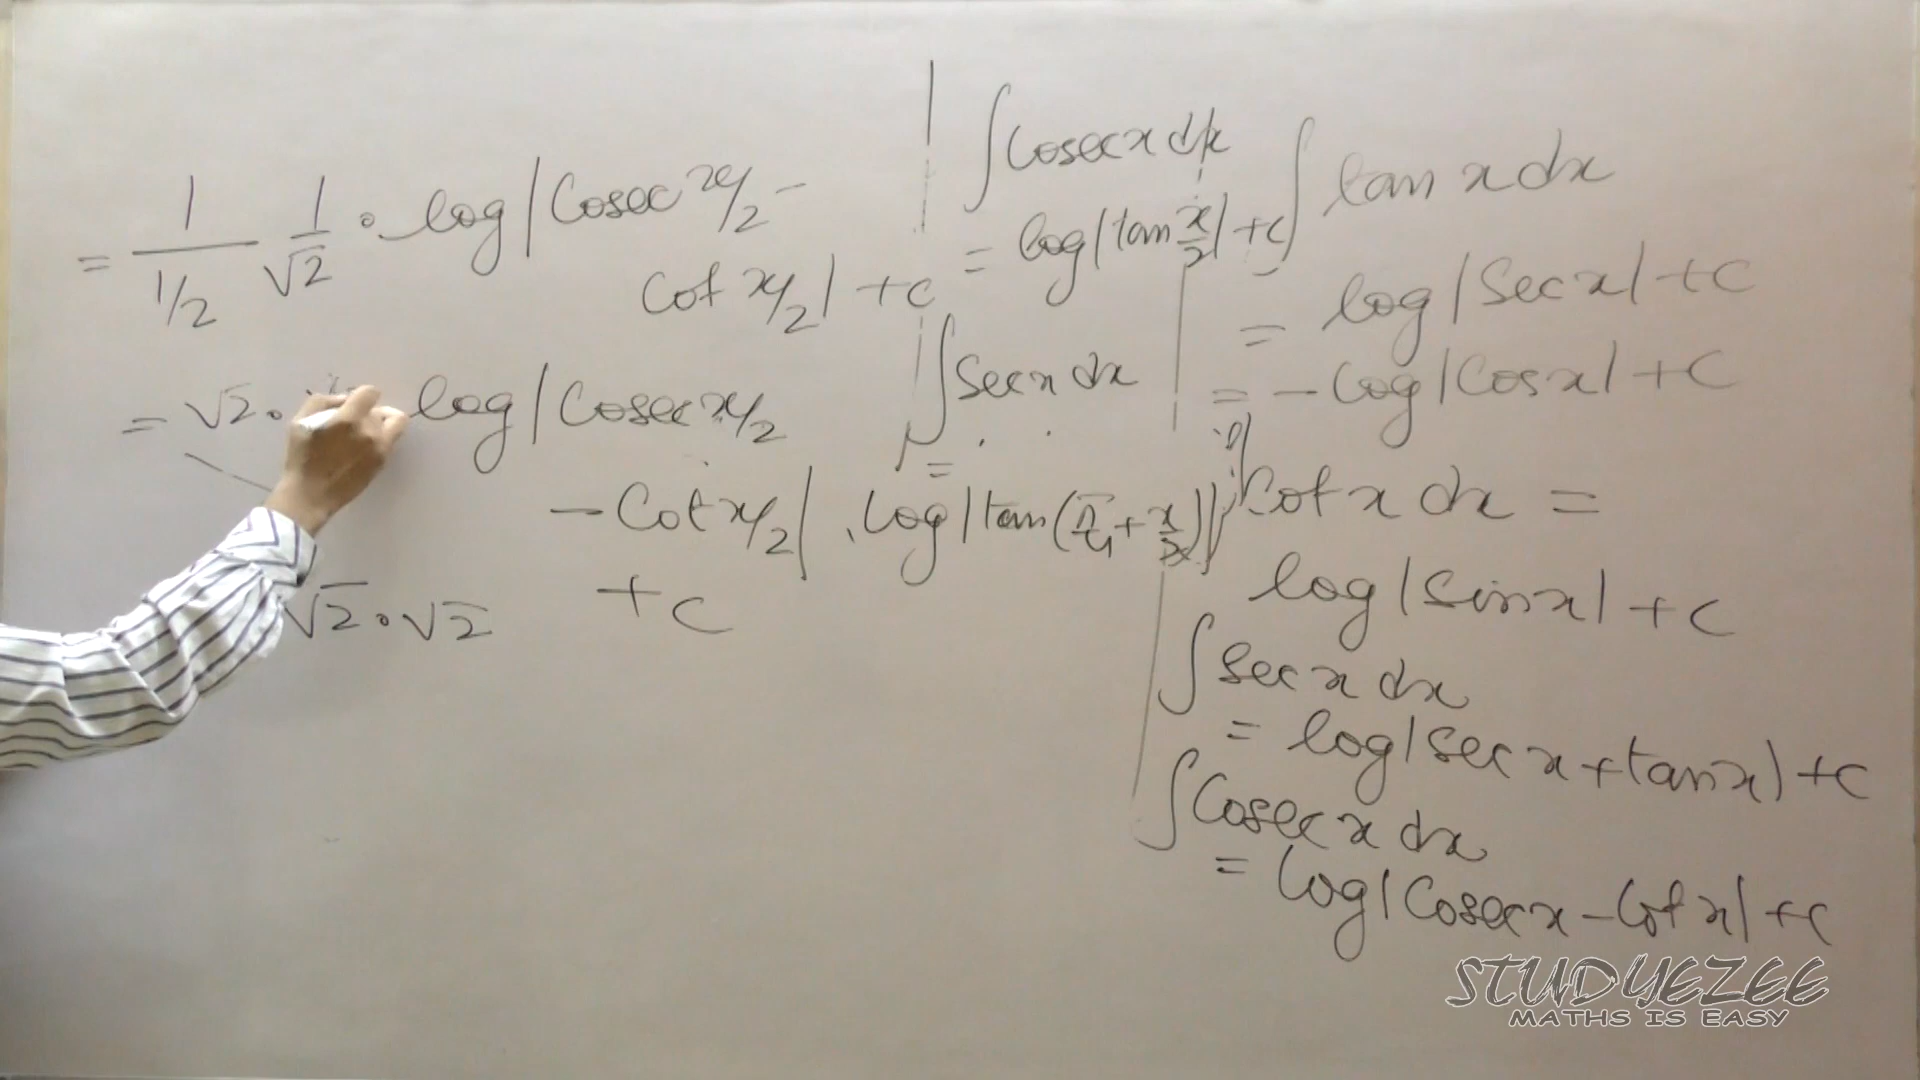 = 1/(1/2) 1/√2 . log|Cosec x/2 -
Cot x/2| + c
= √2 . log|Cosec x/2
- Cot x/2|
+ c
√2 . √2
∫Cosec x dx
= log|tan x/2| + c
∫Sec x dx
=
log|tan(π/4 + x/2)|
∫tan x dx
= log|Sec x| + c
= - log|Cos x| + c
Cot x dx =
log|Sin x| + c
∫Sec x dx
= log|Sec x + tan x| + c
∫Cosec x dx
= log|Cosec x - Cot x| + c
STUDYEZEE
MATHS IS EASY